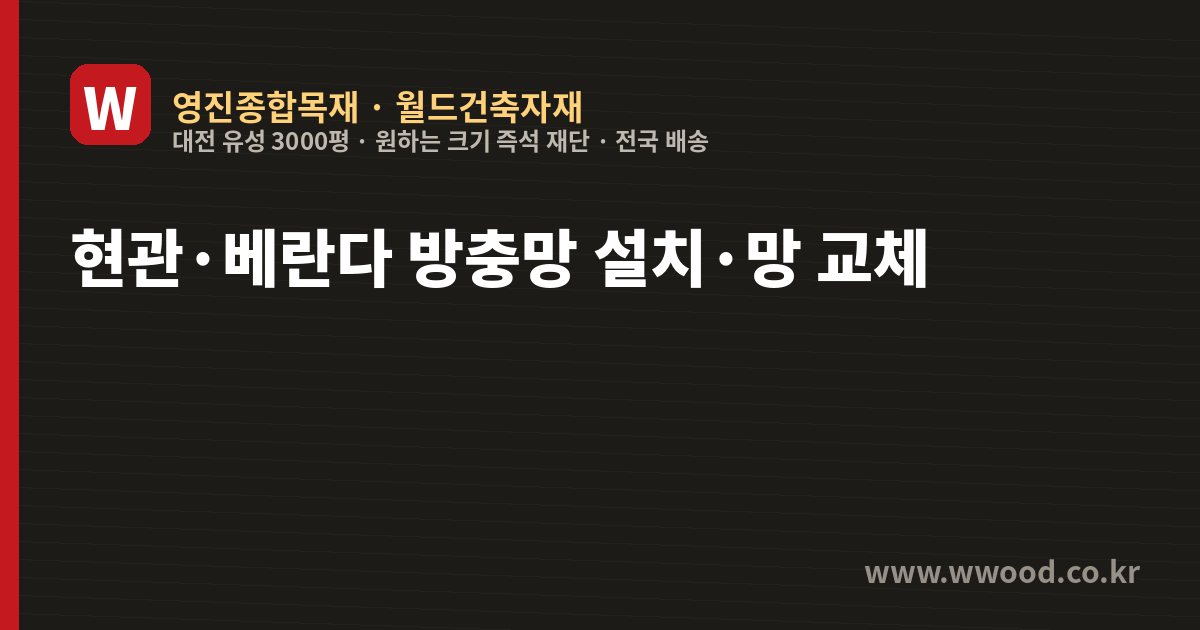 W
영진종합목재 · 월드건축자재
대전 유성 3000평 · 원하는 크기 즉석 재단 · 전국 배송
현관·베란다 방충망 설치·망 교체
www.wwood.co.kr